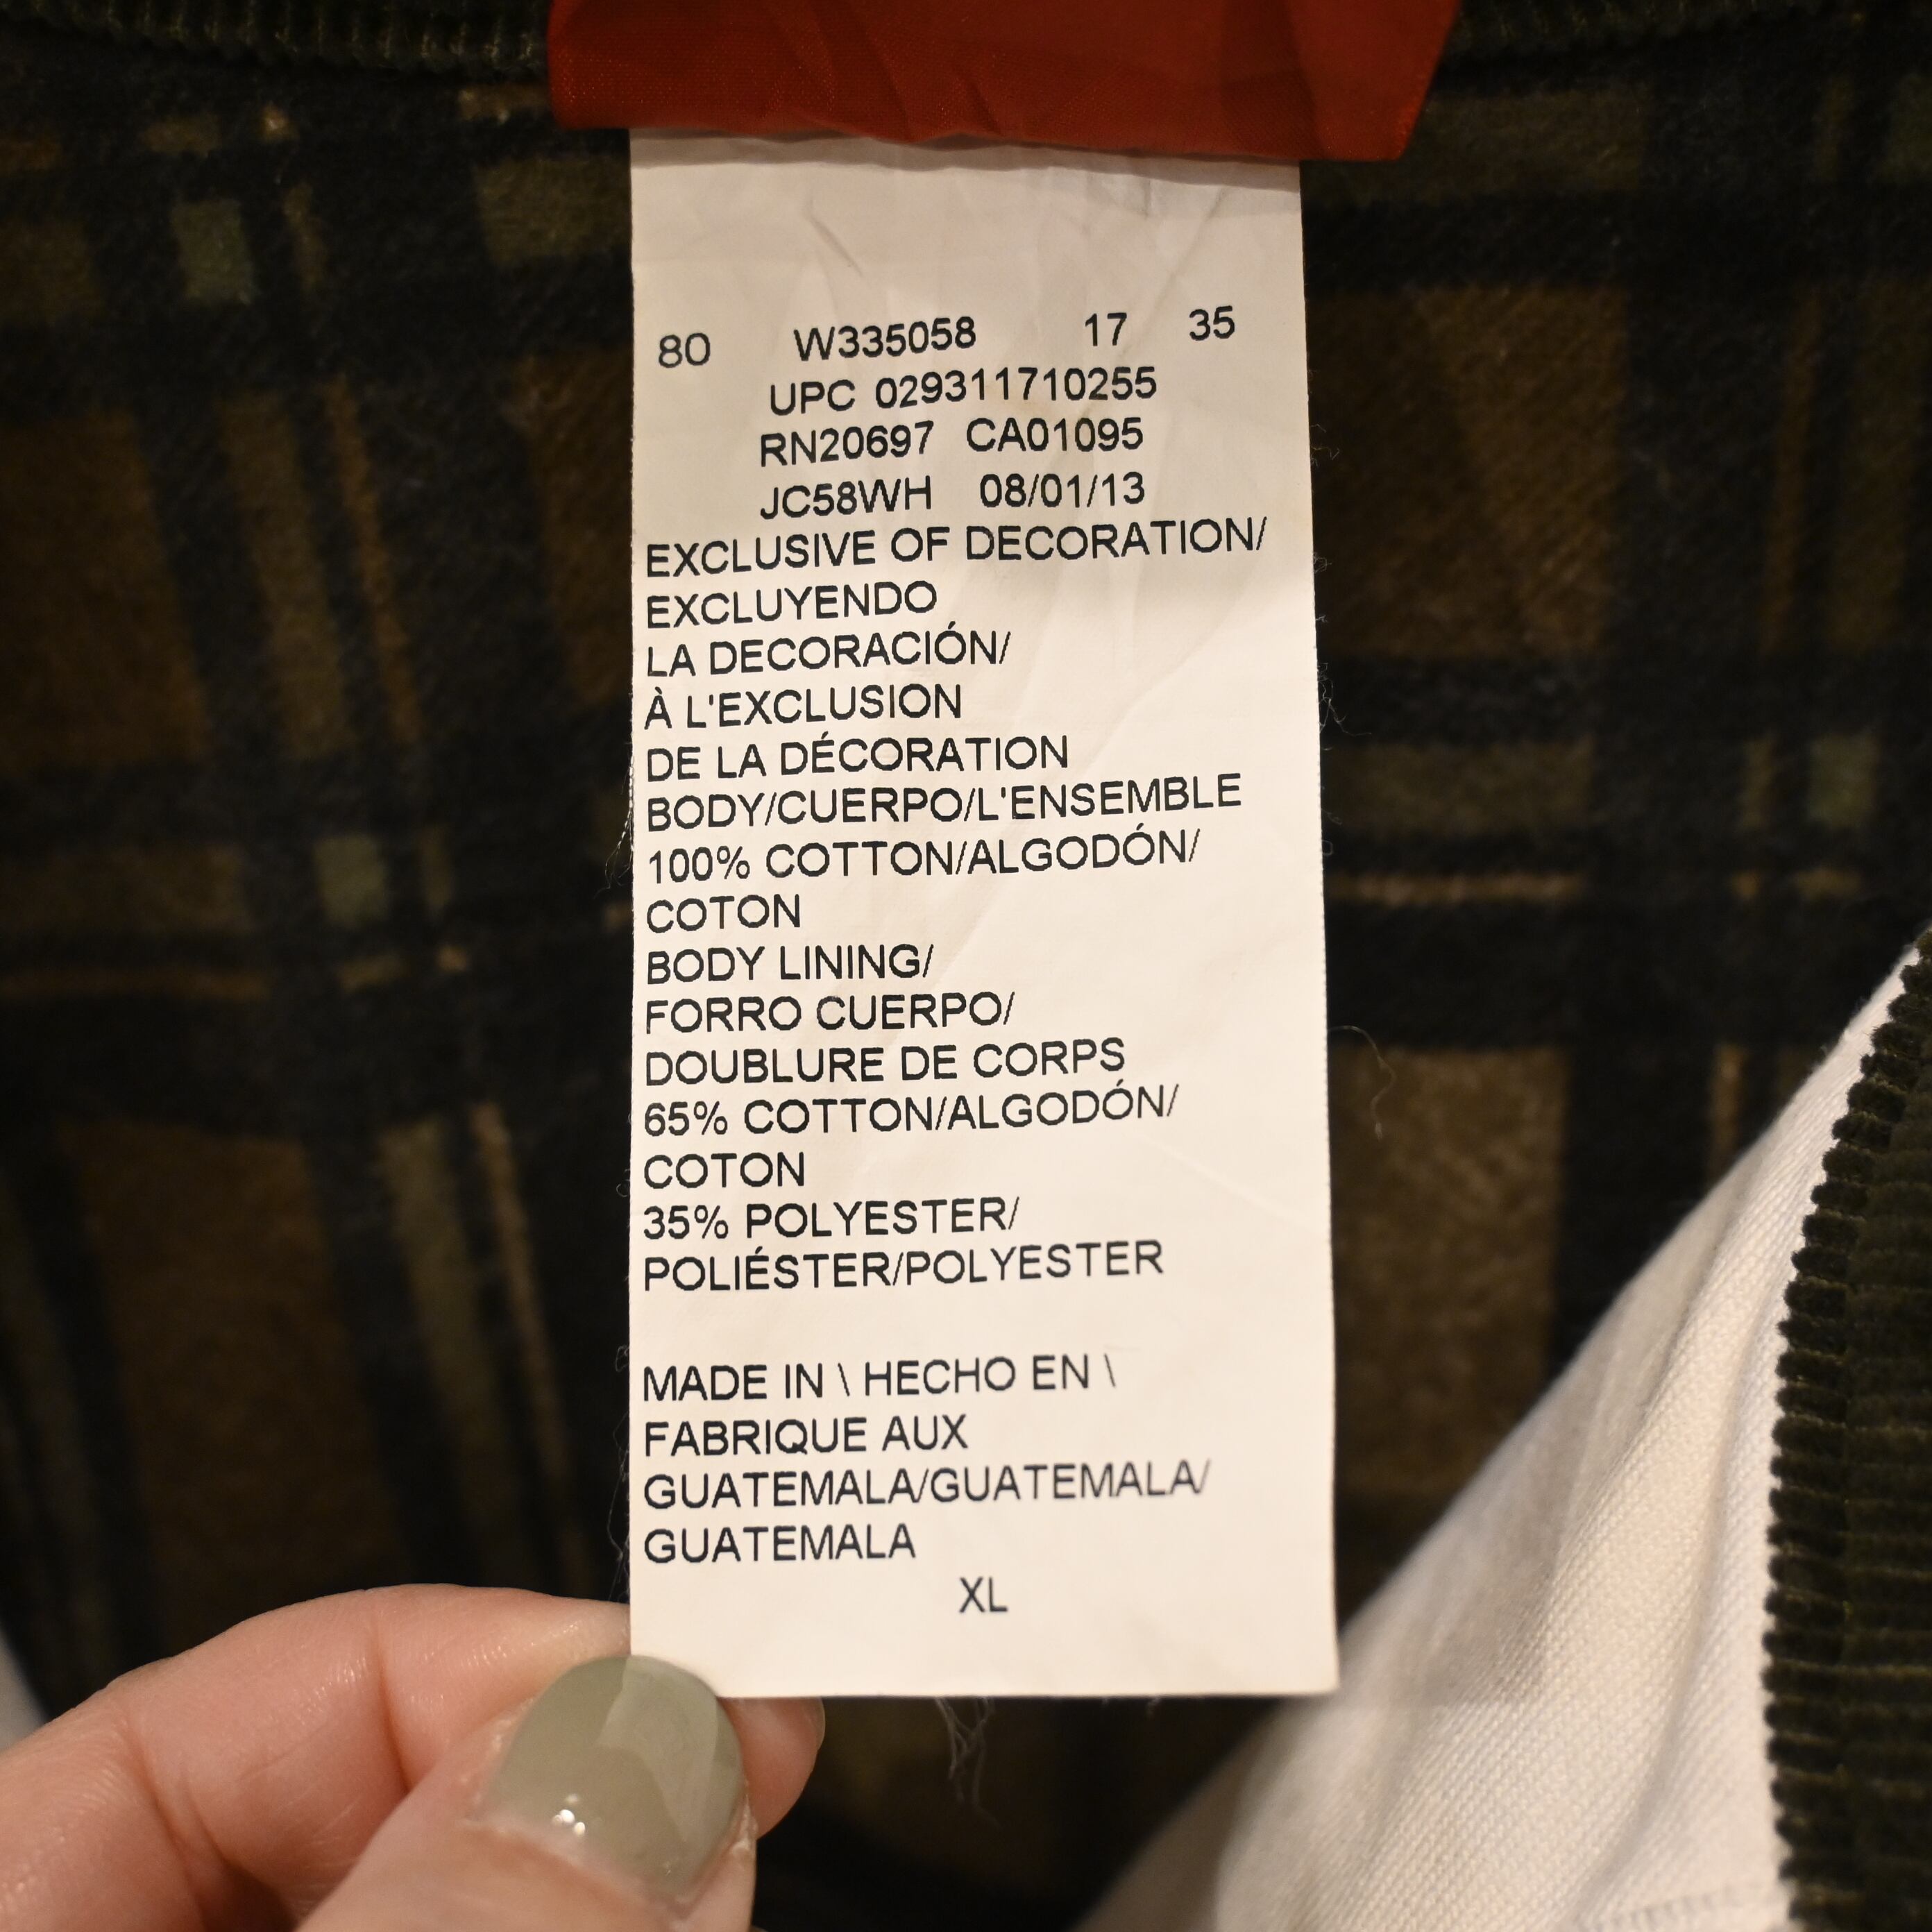 80 W335058 17 35
UPC 029311710255
RN20697 CA01095
JC58WH 08/01/13
EXCLUSIVE OF DECORATION/
EXCLUYENDO
LA DECORACIÓN/
À L'EXCLUSION
DE LA DÉCORATION
BODY/CUERPO/L'ENSEMBLE
100% COTTON/ALGODÓN/
COTON
BODY LINING/
FORRO CUERPO/
DOUBLURE DE CORPS
65% COTTON/ALGODÓN/
COTON
35% POLYESTER/
POLIÉSTER/POLYESTER
MADE IN \ HECHO EN \
FABRIQUE AUX
GUATEMALA/GUATEMALA/
GUATEMALA
XL